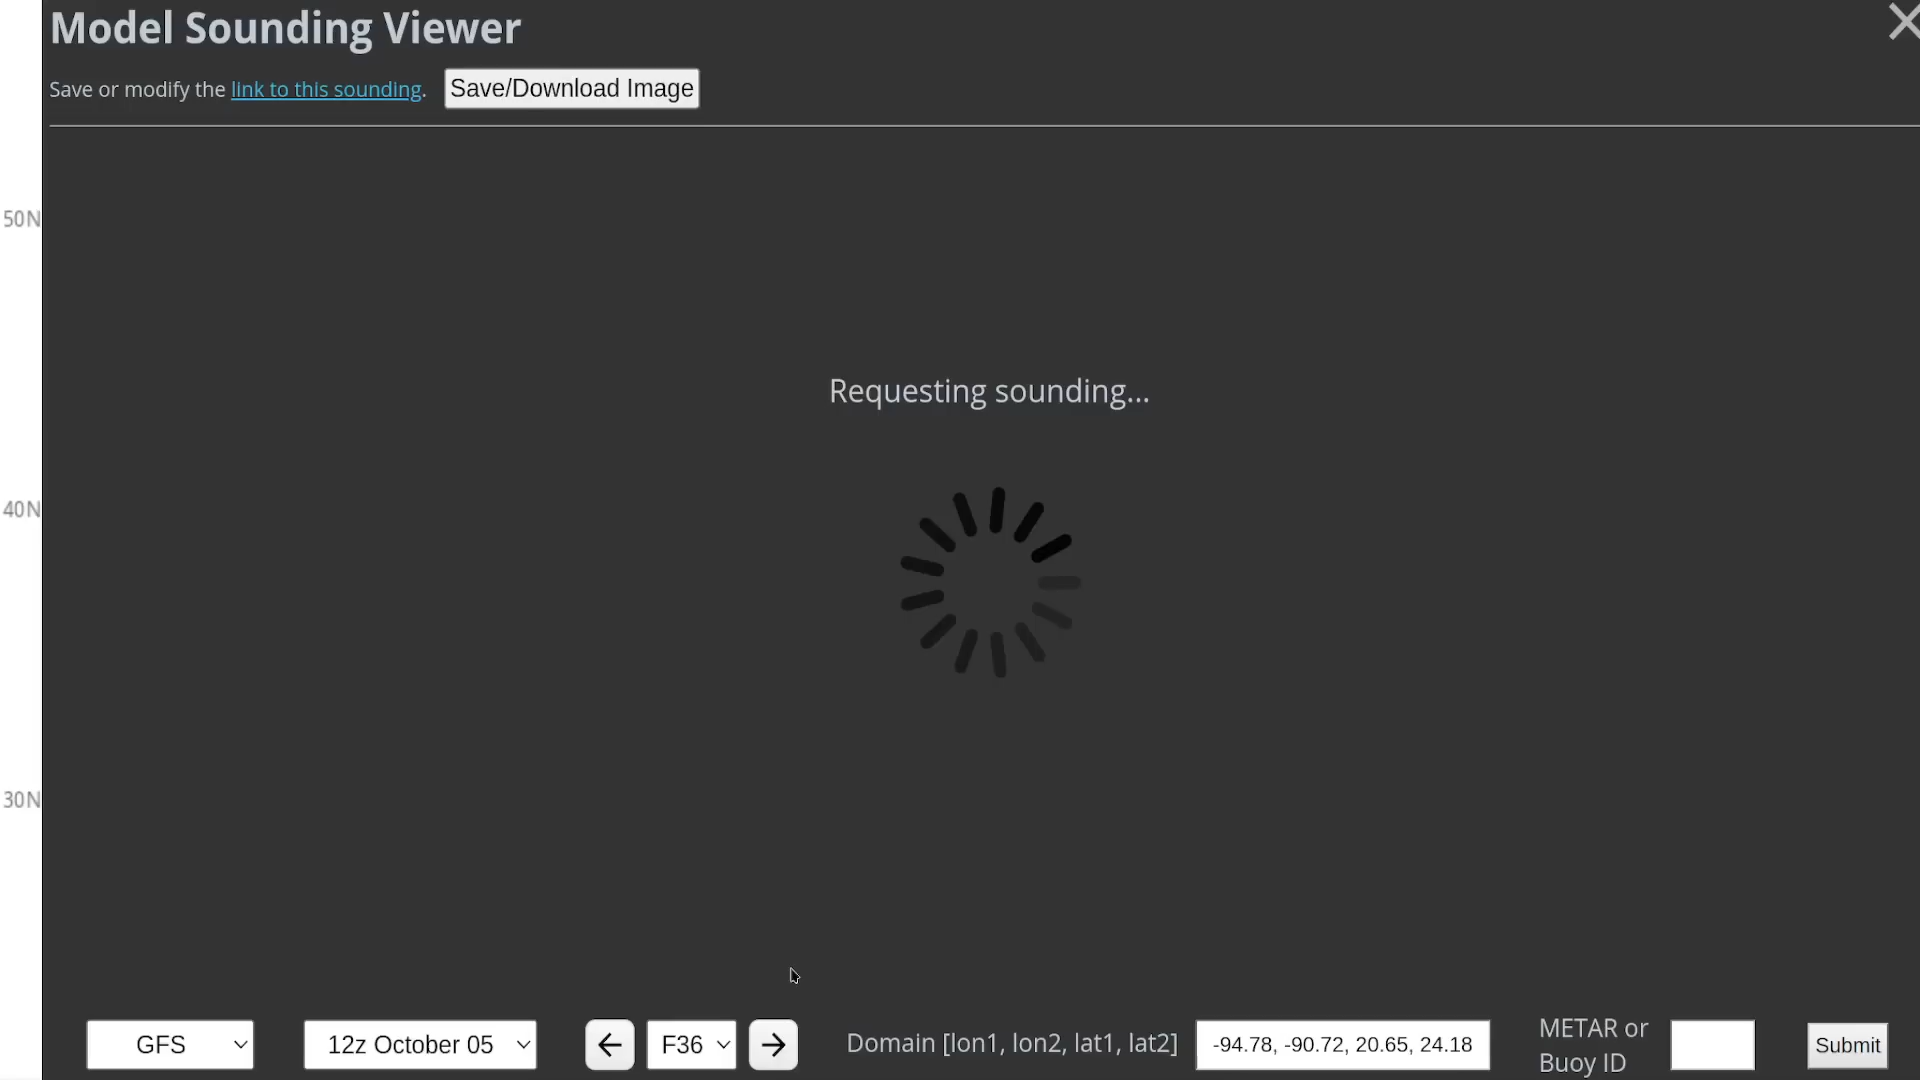 Model Sounding Viewer
Save or modify the link to this sounding. Save/Download Image
50N
Requesting sounding...
40N
30N
GFS 12z October 05 F36 Domain [lon1, lon2, lat1, lat2] -94.78, -90.72, 20.65, 24.18 METAR or
Buoy ID Submit